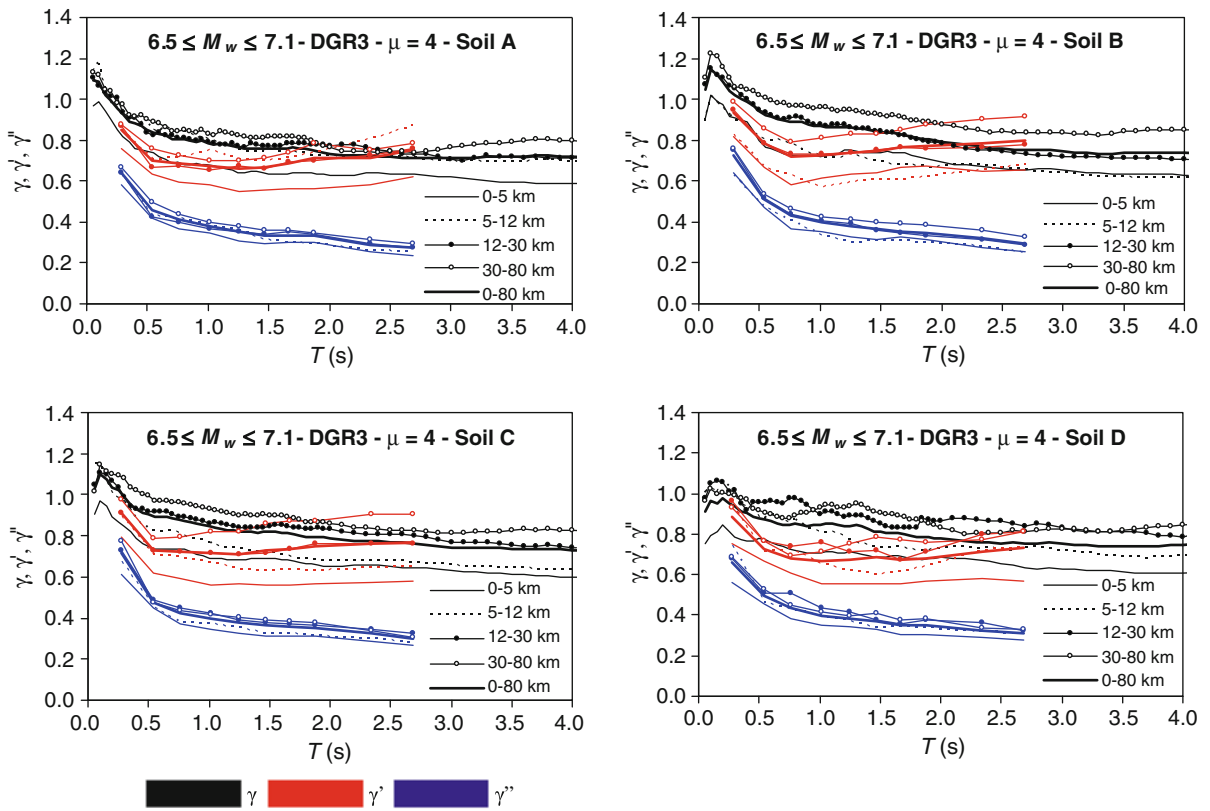 6.5 ≤ Mw ≤ 7.1 - DGR3 - μ = 4 - Soil A
γ, γ', γ"
1.4
1.2
1.0
0.8
0.6
0.4
0.2
0.0
0-5 km
5-12 km
12-30 km
30-80 km
0-80 km
0.0 0.5 1.0 1.5 2.0 2.5 3.0 3.5 4.0
T (s)
6.5 ≤ Mw ≤ 7.1 - DGR3 - μ = 4 - Soil B
γ, γ', γ"
1.4
1.2
1.0
0.8
0.6
0.4
0.2
0.0
0-5 km
5-12 km
12-30 km
30-80 km
0-80 km
0.0 0.5 1.0 1.5 2.0 2.5 3.0 3.5 4.0
T (s)
6.5 ≤ Mw ≤ 7.1 - DGR3 - μ = 4 - Soil C
γ, γ', γ"
1.4
1.2
1.0
0.8
0.6
0.4
0.2
0.0
0-5 km
5-12 km
12-30 km
30-80 km
0-80 km
0.0 0.5 1.0 1.5 2.0 2.5 3.0 3.5 4.0
T (s)
6.5 ≤ Mw ≤ 7.1 - DGR3 - μ = 4 - Soil D
γ, γ', γ"
1.4
1.2
1.0
0.8
0.6
0.4
0.2
0.0
0-5 km
5-12 km
12-30 km
30-80 km
0-80 km
0.0 0.5 1.0 1.5 2.0 2.5 3.0 3.5 4.0
T (s)
γ γ' γ''